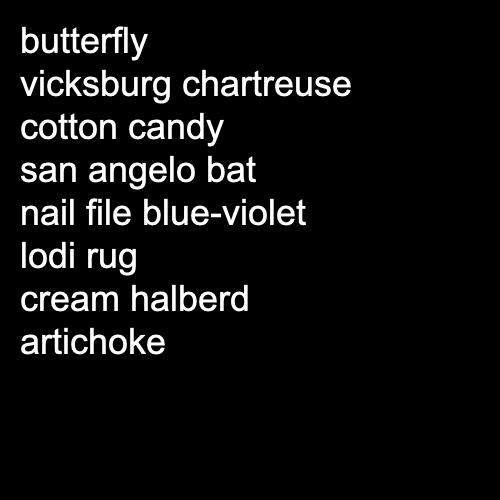 butterfly
vicksburg chartreuse
cotton candy
san angelo bat
nail file blue-violet
lodi rug
cream halberd
artichoke